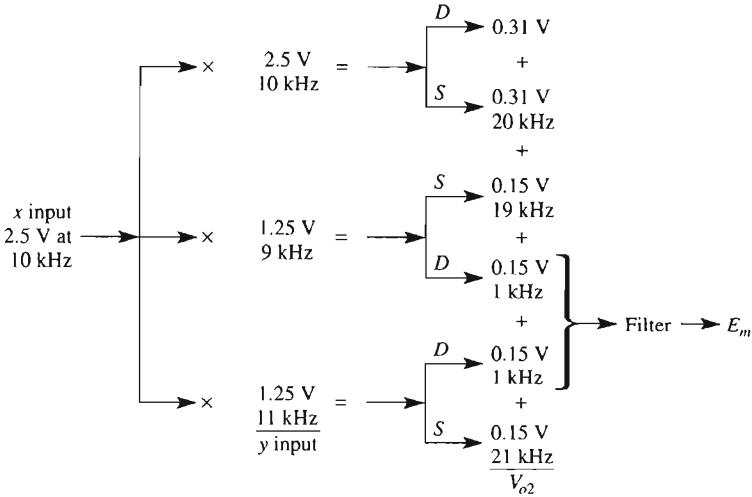 D 0.31 V
2.5 V = +
10 kHz
×
S 0.31 V
20 kHz
+
x input
2.5 V at
10 kHz
×
1.25 V =
9 kHz
S 0.15 V
19 kHz
+
D 0.15 V
1 kHz
+
Filter
E_m
×
1.25 V =
11 kHz
y input
D 0.15 V
1 kHz
+
S 0.15 V
21 kHz
V_o2